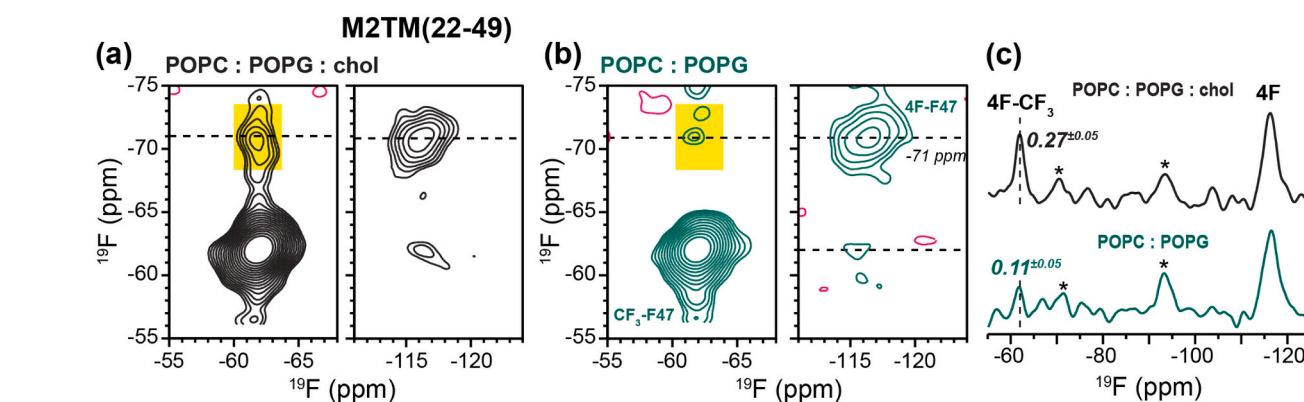 M2TM(22-49)
(a) POPC : POPG : chol
(b) POPC : POPG
(c)
-75
-70
-65
-60
-55
¹⁹F (ppm)
-55 -60 -65
-115 -120
¹⁹F (ppm)
-75
-70
-65
-60
-55
¹⁹F (ppm)
4F-F47
-71 ppm
CF₃-F47
-55 -60 -65
-115 -120
¹⁹F (ppm)
POPC : POPG : chol
4F-CF₃
4F
0.27±0.05
*
*
POPC : POPG
0.11±0.05
*
*
-60 -80 -100 -120
¹⁹F (ppm)